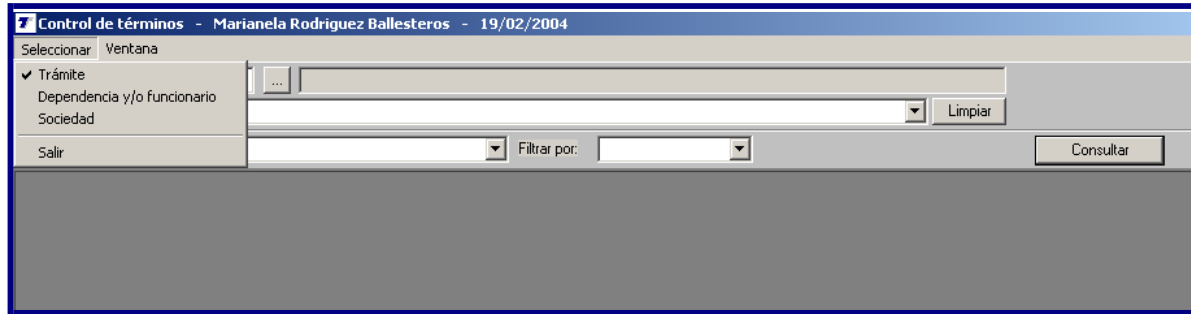 Control de términos - Marianela Rodriguez Ballesteros - 19/02/2004
Seleccionar Ventana
Trámite
...
Dependencia y/o funcionario
Sociedad
Limpiar
Salir
Filtrar por:
Consultar